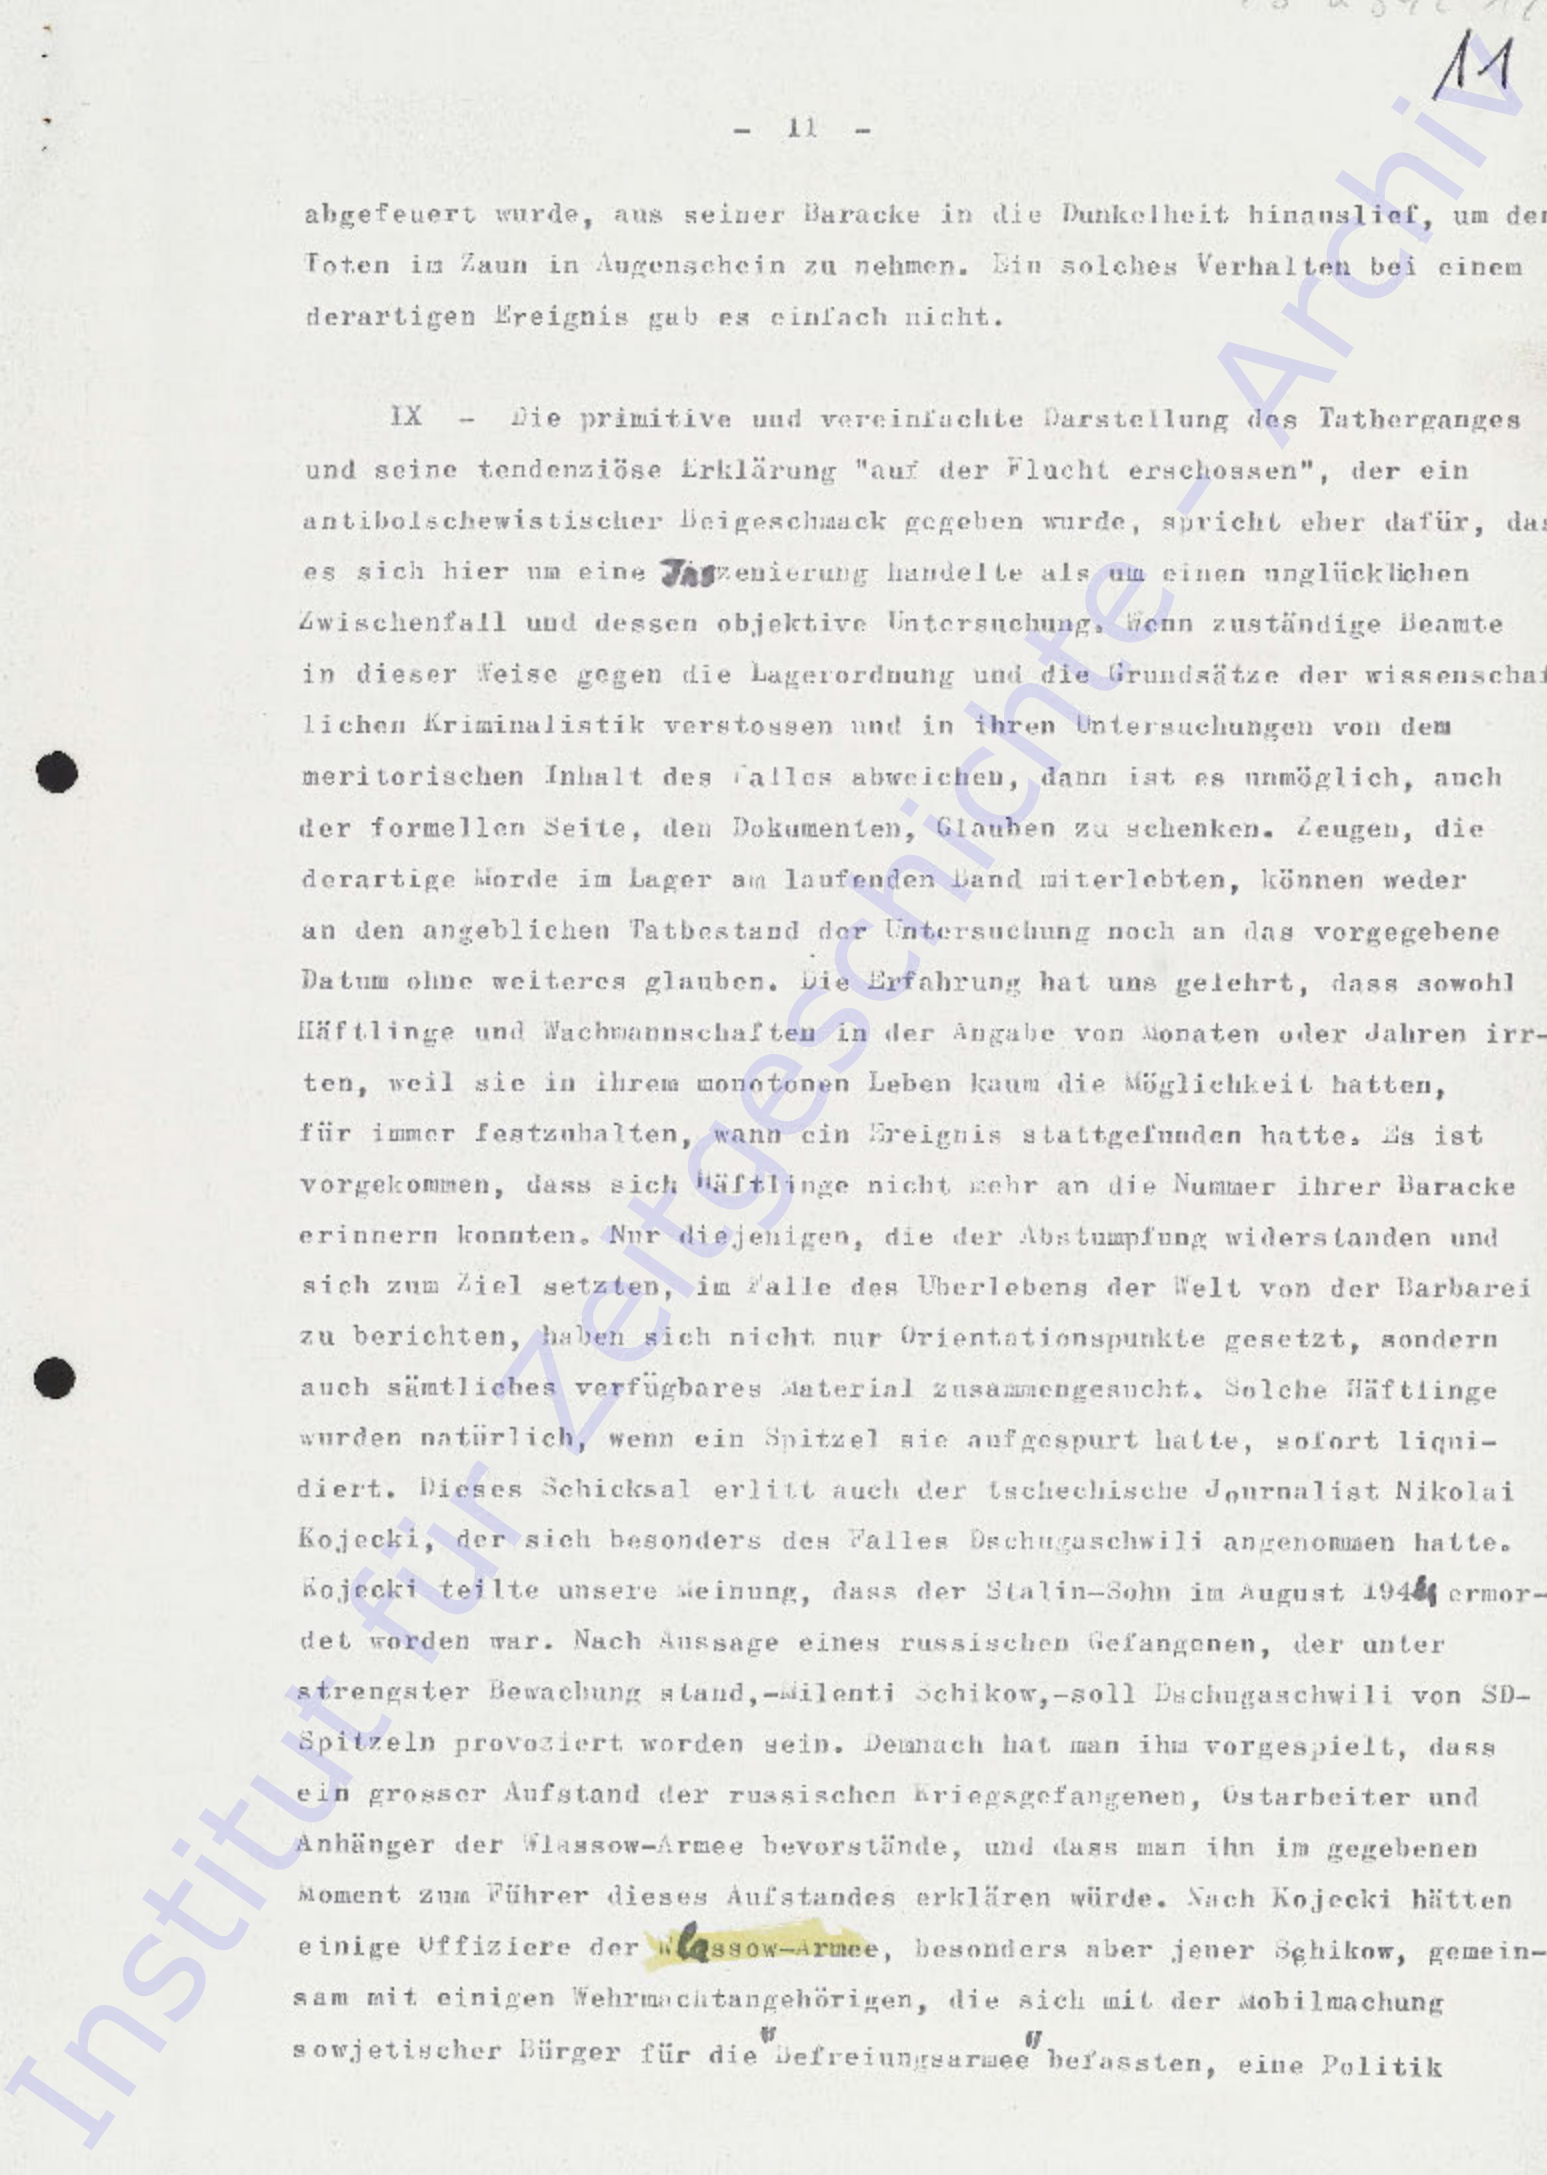 11
- 11 -
abgefeuert wurde, aus seiner Baracke in die Dunkelheit hinauslief, um den
Toten im Zaun in Augenschein zu nehmen. Ein solches Verhalten bei einem
derartigen Ereignis gab es einfach nicht.
IX - Die primitive und vereinfachte Darstellung des Tatherganges
und seine tendenziöse Erklärung "auf der Flucht erschossen", der ein
antibolschewistischer Beigeschmack gegeben wurde, spricht eher dafür, das
es sich hier um eine Inszenierung handelte als um einen unglücklichen
Zwischenfall und dessen objektive Untersuchung. Wenn zuständige Beamte
in dieser Weise gegen die Lagerordnung und die Grundsätze der wissenschaf
lichen Kriminalistik verstossen und in ihren Untersuchungen von dem
meritorischen Inhalt des Falles abweichen, dann ist es unmöglich, auch
der formellen Seite, den Dokumenten, Glauben zu schenken. Zeugen, die
derartige Morde im Lager am laufenden Band miterlebten, können weder
an den angeblichen Tatbestand der Untersuchung noch an das vorgegebene
Datum ohne weiteres glauben. Die Erfahrung hat uns gelehrt, dass sowohl
Häftlinge und Wachmannschaften in der Angabe von Monaten oder Jahren irr-
ten, weil sie in ihrem monotonen Leben kaum die Möglichkeit hatten,
für immer festzuhalten, wann ein Ereignis stattgefunden hatte. Es ist
vorgekommen, dass sich Häftlinge nicht mehr an die Nummer ihrer Baracke
erinnern konnten. Nur diejenigen, die der Abstumpfung widerstanden und
sich zum Ziel setzten, im Falle des Uberlebens der Welt von der Barbarei
zu berichten, haben sich nicht nur Orientationspunkte gesetzt, sondern
auch sämtliches verfügbares Material zusammengesucht. Solche Häftlinge
wurden natürlich, wenn ein Spitzel sie aufgespurt hatte, sofort liqui-
diert. Dieses Schicksal erlitt auch der tschechische Journalist Nikolai
Kojecki, der sich besonders des Falles Dschugaschwili angenommen hatte.
Kojecki teilte unsere Meinung, dass der Stalin-Sohn im August 1944 ermor-
det worden war. Nach Aussage eines russischen Gefangenen, der unter
strengster Bewachung stand,-Milenti Schikow,-soll Dschugaschwili von SD-
Spitzeln provoziert worden sein. Demnach hat man ihm vorgespielt, dass
ein grosser Aufstand der russischen Kriegsgefangenen, Ostarbeiter und
Anhänger der Wlassow-Armee bevorstände, und dass man ihn im gegebenen
Moment zum Führer dieses Aufstandes erklären würde. Nach Kojecki hätten
einige Offiziere der Wlassow-Armee, besonders aber jener Schikow, gemein-
sam mit einigen Wehrmachtangehörigen, die sich mit der Mobilmachung
sowjetischer Bürger für die "Befreiungsarmee" befassten, eine Politik
Institut für Zeitgeschichte - Archiv